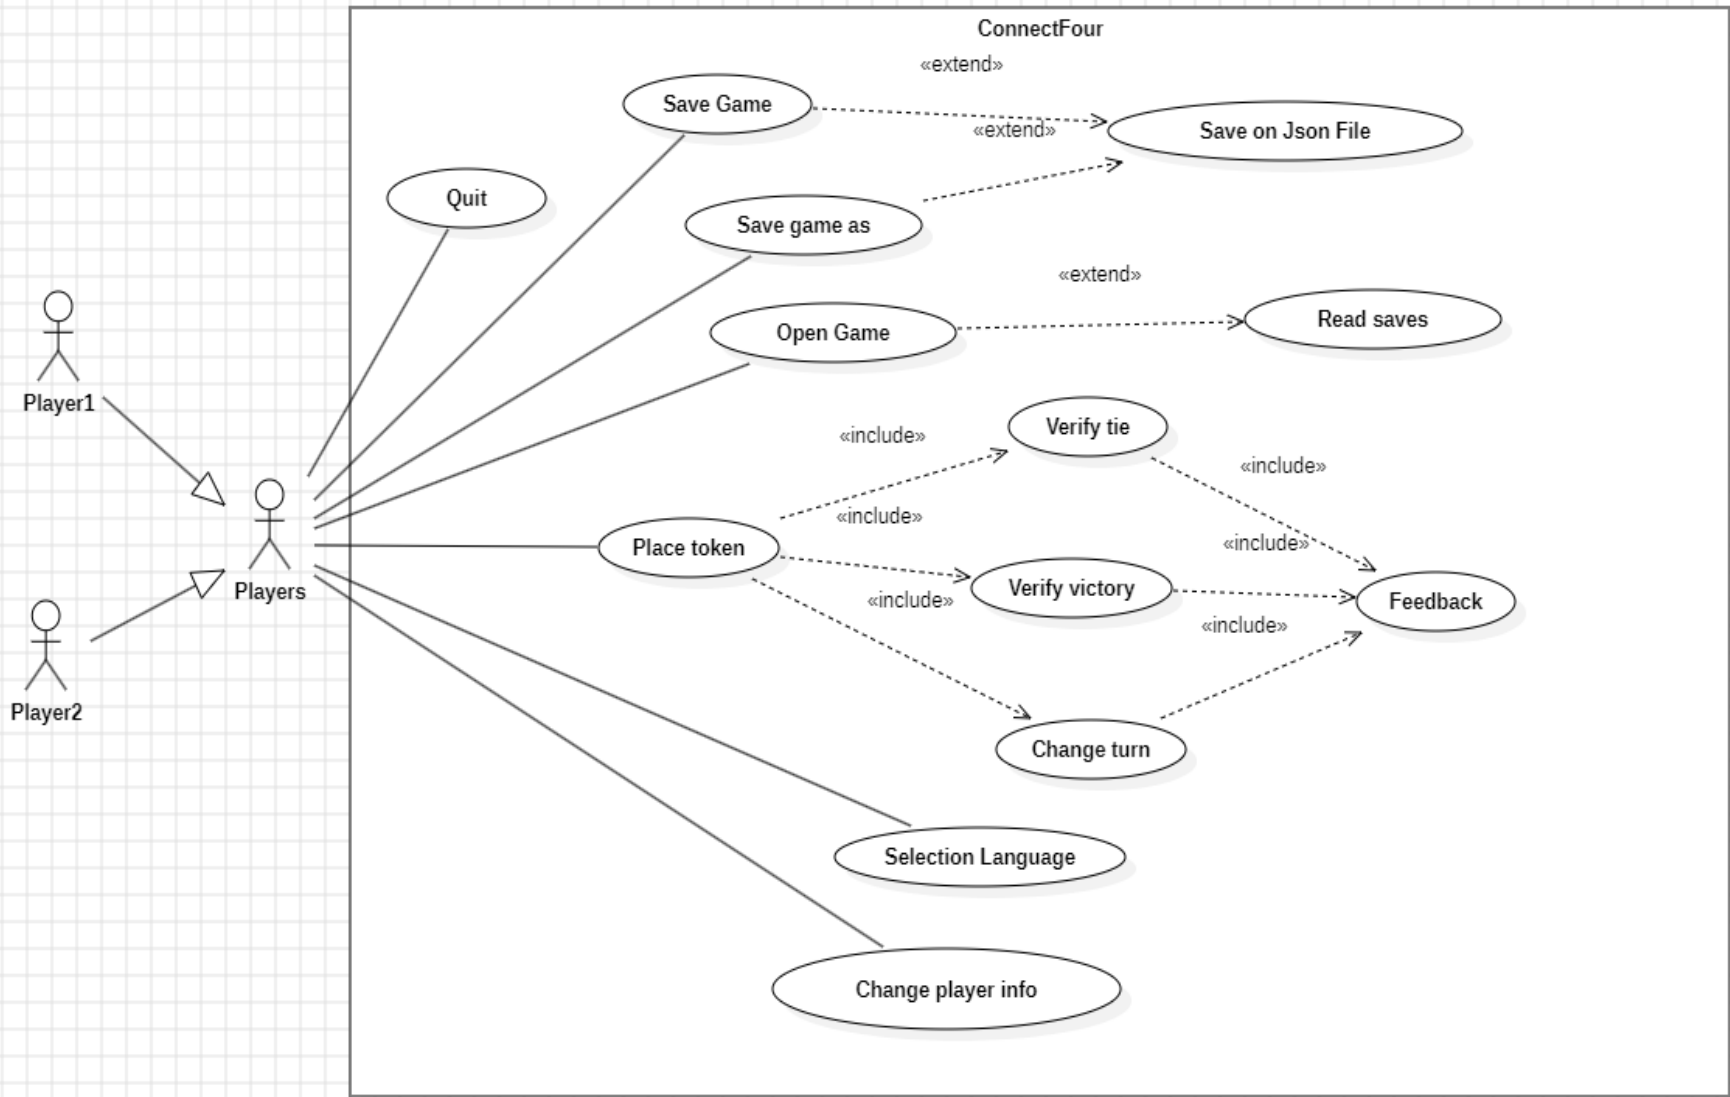 ConnectFour
«extend»
Save Game
«extend»
Save on Json File
Quit
Save game as
«extend»
Open Game
Read saves
Player1
«include»
Verify tie
«include»
«include»
Place token
«include»
Players
«include»
Verify victory
Feedback
«include»
Player2
Change turn
Selection Language
Change player info